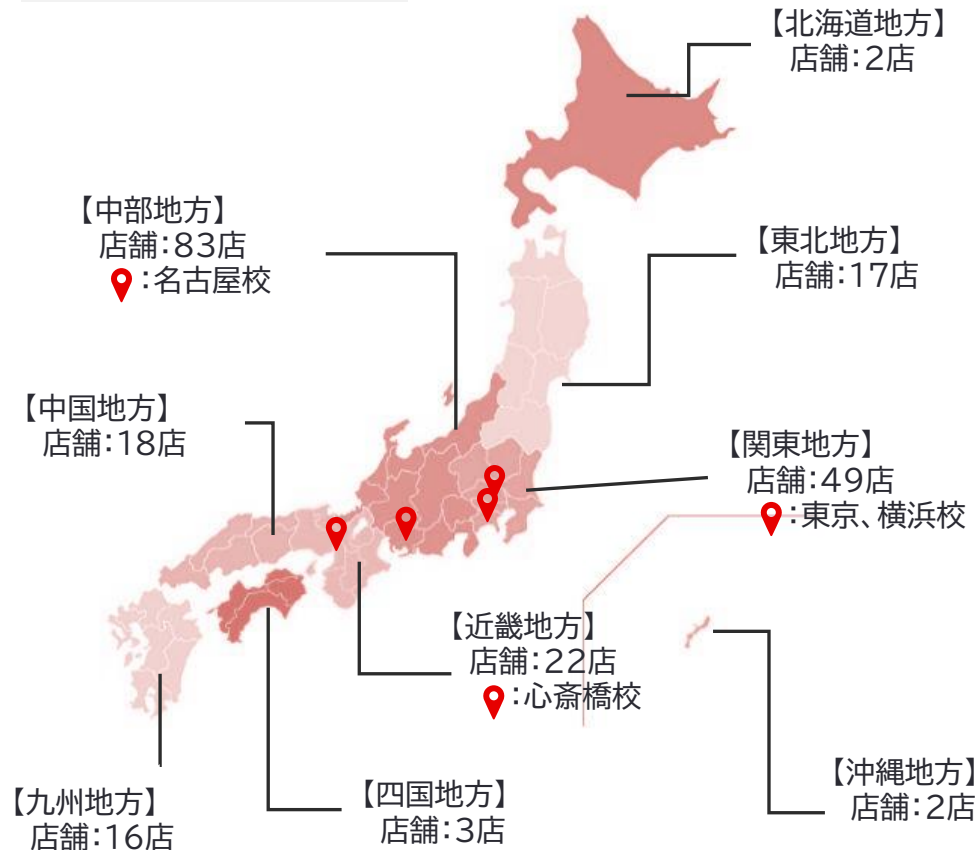 【北海道地方】
店舗：2店
【中部地方】
店舗：83店
：名古屋校
【東北地方】
店舗：17店
【中国地方】
店舗：18店
【関東地方】
店舗：49店
：東京、横浜校
【近畿地方】
店舗：22店
：心斎橋校
【沖縄地方】
店舗：2店
【四国地方】
店舗：3店
【九州地方】
店舗：16店